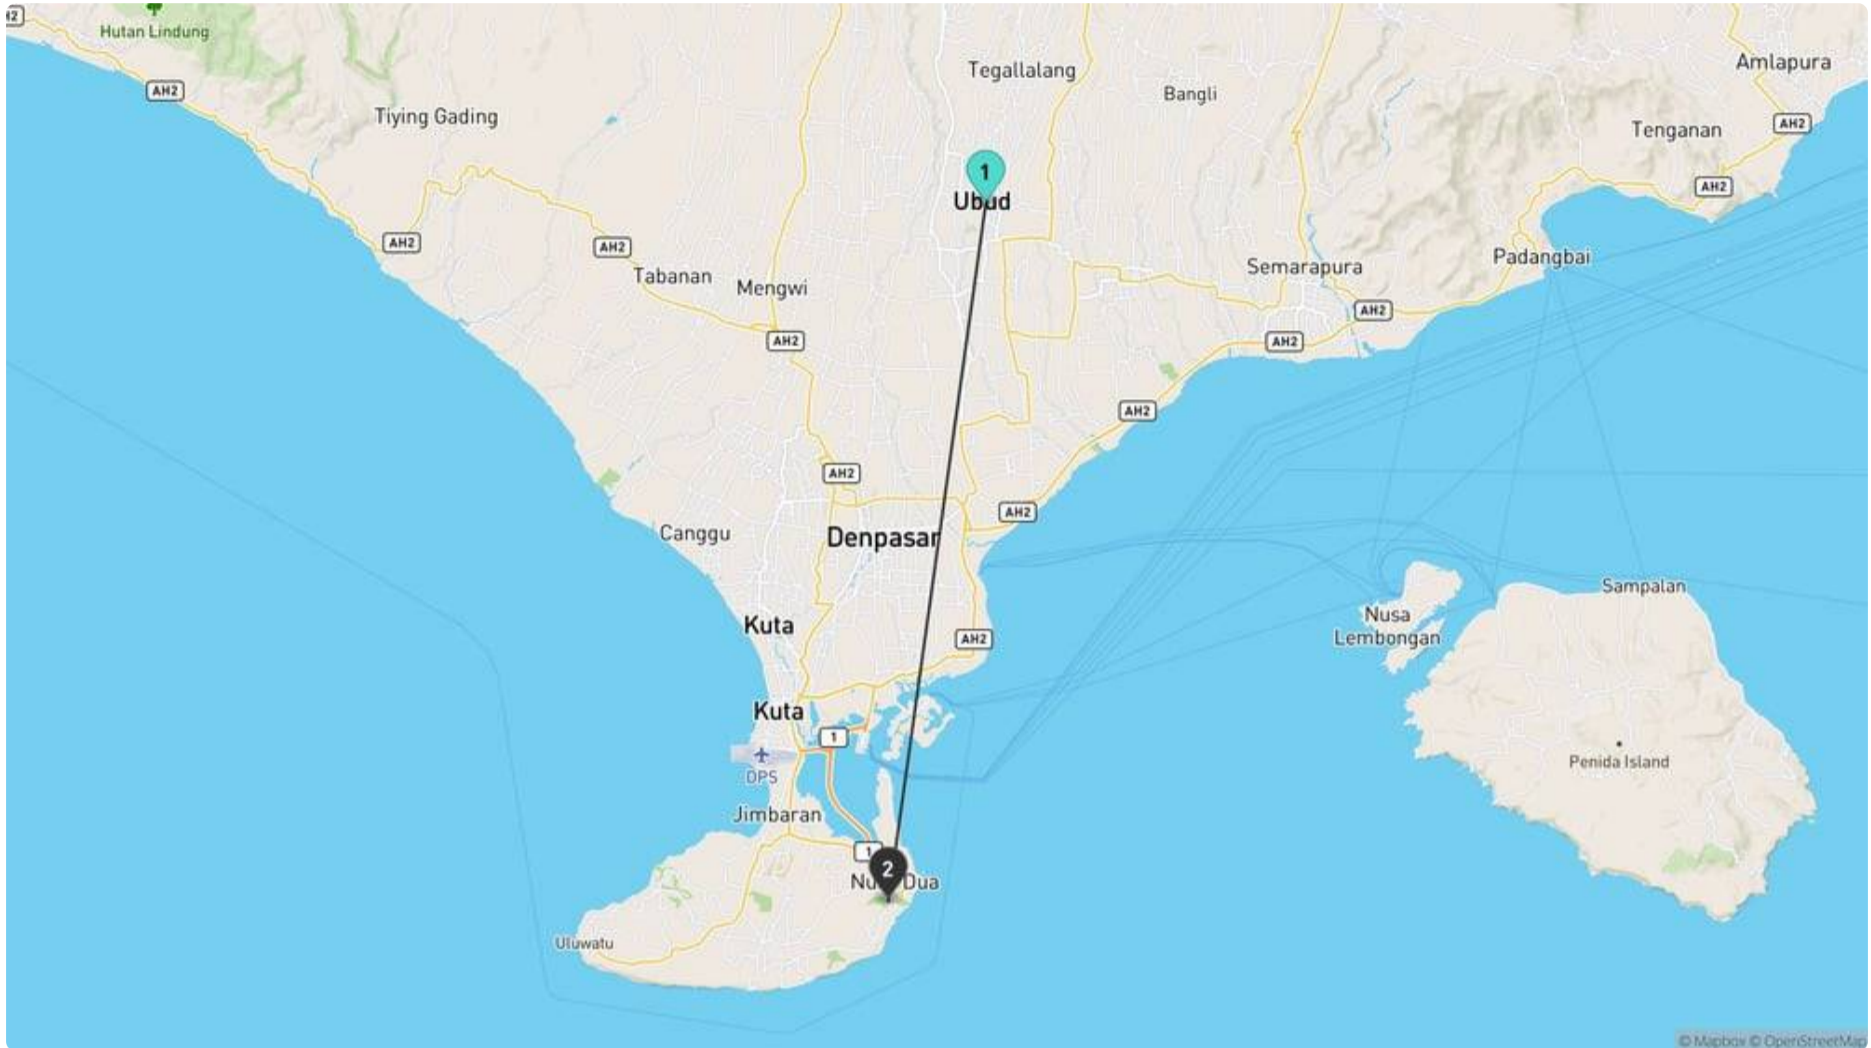 Hutan Lindung
AH2
Tiying Gading
Tegallalang
Bangli
Amlapura
Tenganan
AH2
AH2
1
Ubud
AH2
AH2
Tabanan
Mengwi
Semarapura
Padangbai
AH2
AH2
AH2
AH2
AH2
AH2
Canggu
Denpasar
Kuta
AH2
Nusa
Lembongan
Sampalan
Kuta
1
DPS
Penida Island
Jimbaran
1
2
Dua
Uluwatu
© Mapbox © OpenStreetMap